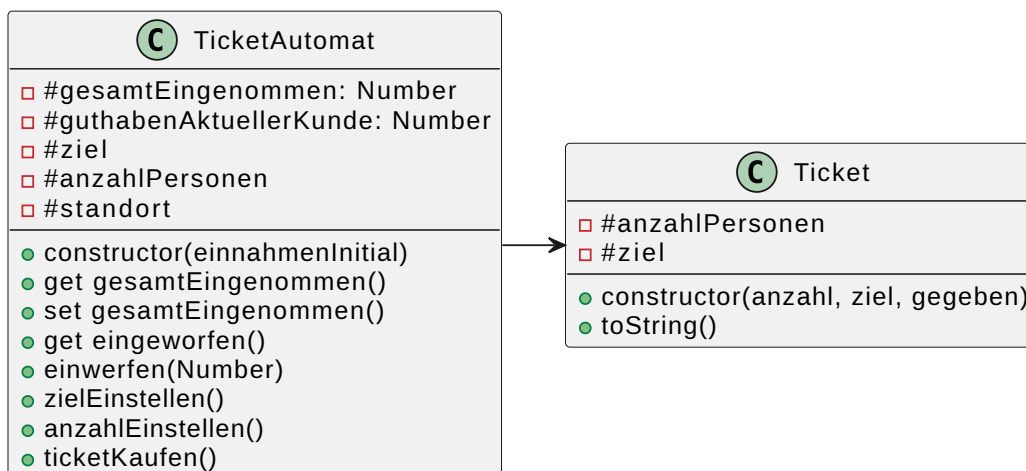 C TicketAutomat
#gesamtEingenommen: Number
#guthabenAktuellerKunde: Number
#ziel
#anzahlPersonen
#standort
constructor(einnahmenInitial)
get gesamtEingenommen()
set gesamtEingenommen()
get eingeworfen()
einwerfen(Number)
zielEinstellen()
anzahlEinstellen()
ticketKaufen()
C Ticket
#anzahlPersonen
#ziel
constructor(anzahl, ziel, gegeben)
toString()